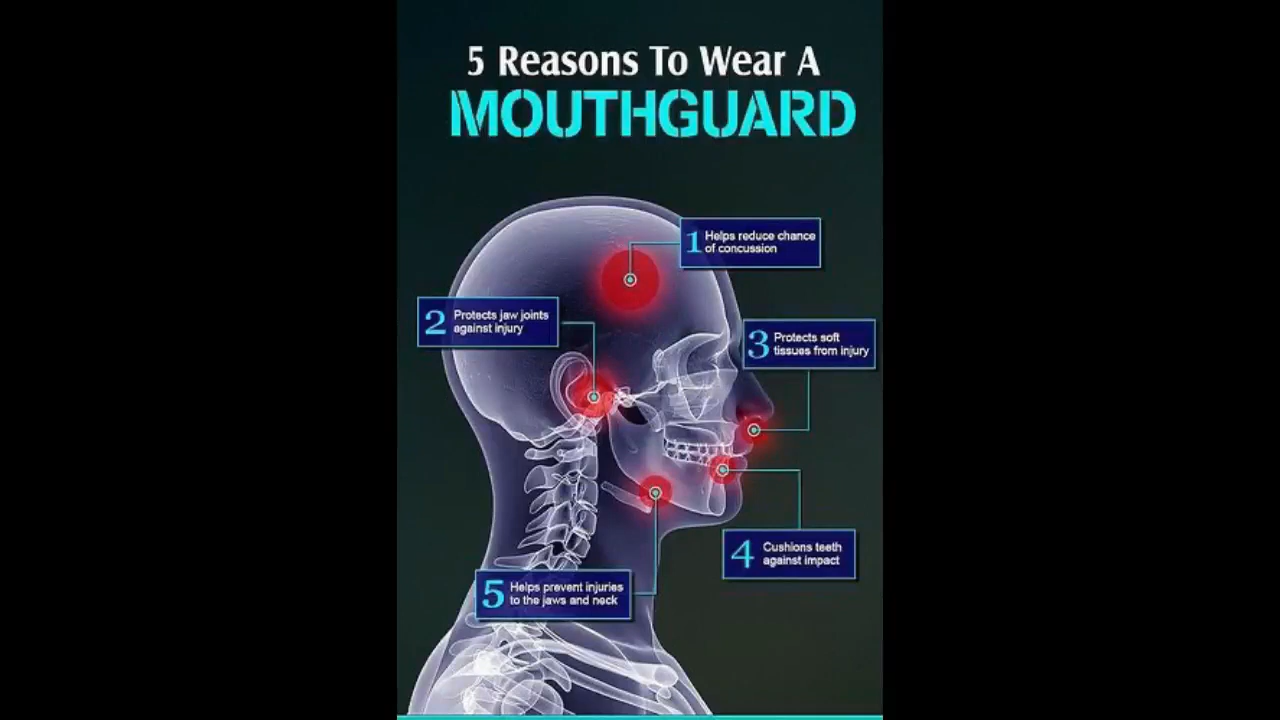 5 Reasons To Wear A
MOUTHGUARD
1 Helps reduce chance
of concussion
2 Protects jaw joints
against injury
3 Protects soft
tissues from injury
4 Cushions teeth
against impact
5 Helps prevent injuries
to the jaws and neck